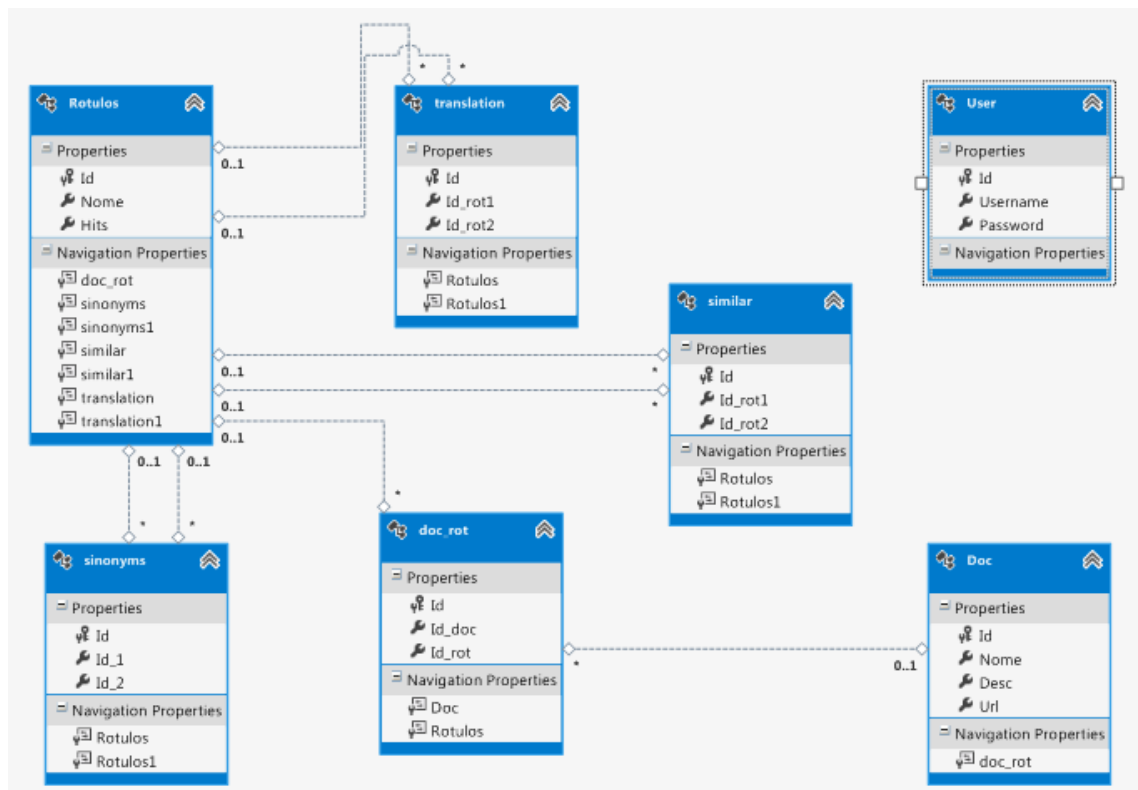 Rotulos
Properties
Id
Nome
Hits
Navigation Properties
doc_rot
sinonyms
sinonyms1
similar
similar1
translation
translation1
0..1
0..1
0..1
0..1
0..1
0..1
0..1
*
*
translation
Properties
Id
Id_rot1
Id_rot2
Navigation Properties
Rotulos
Rotulos1
User
Properties
Id
Username
Password
Navigation Properties
*
*
similar
Properties
Id
Id_rot1
Id_rot2
Navigation Properties
Rotulos
Rotulos1
*
*
sinonyms
Properties
Id
Id_1
Id_2
Navigation Properties
Rotulos
Rotulos1
*
doc_rot
Properties
Id
Id_doc
Id_rot
Navigation Properties
Doc
Rotulos
*
0..1
Doc
Properties
Id
Nome
Desc
Url
Navigation Properties
doc_rot